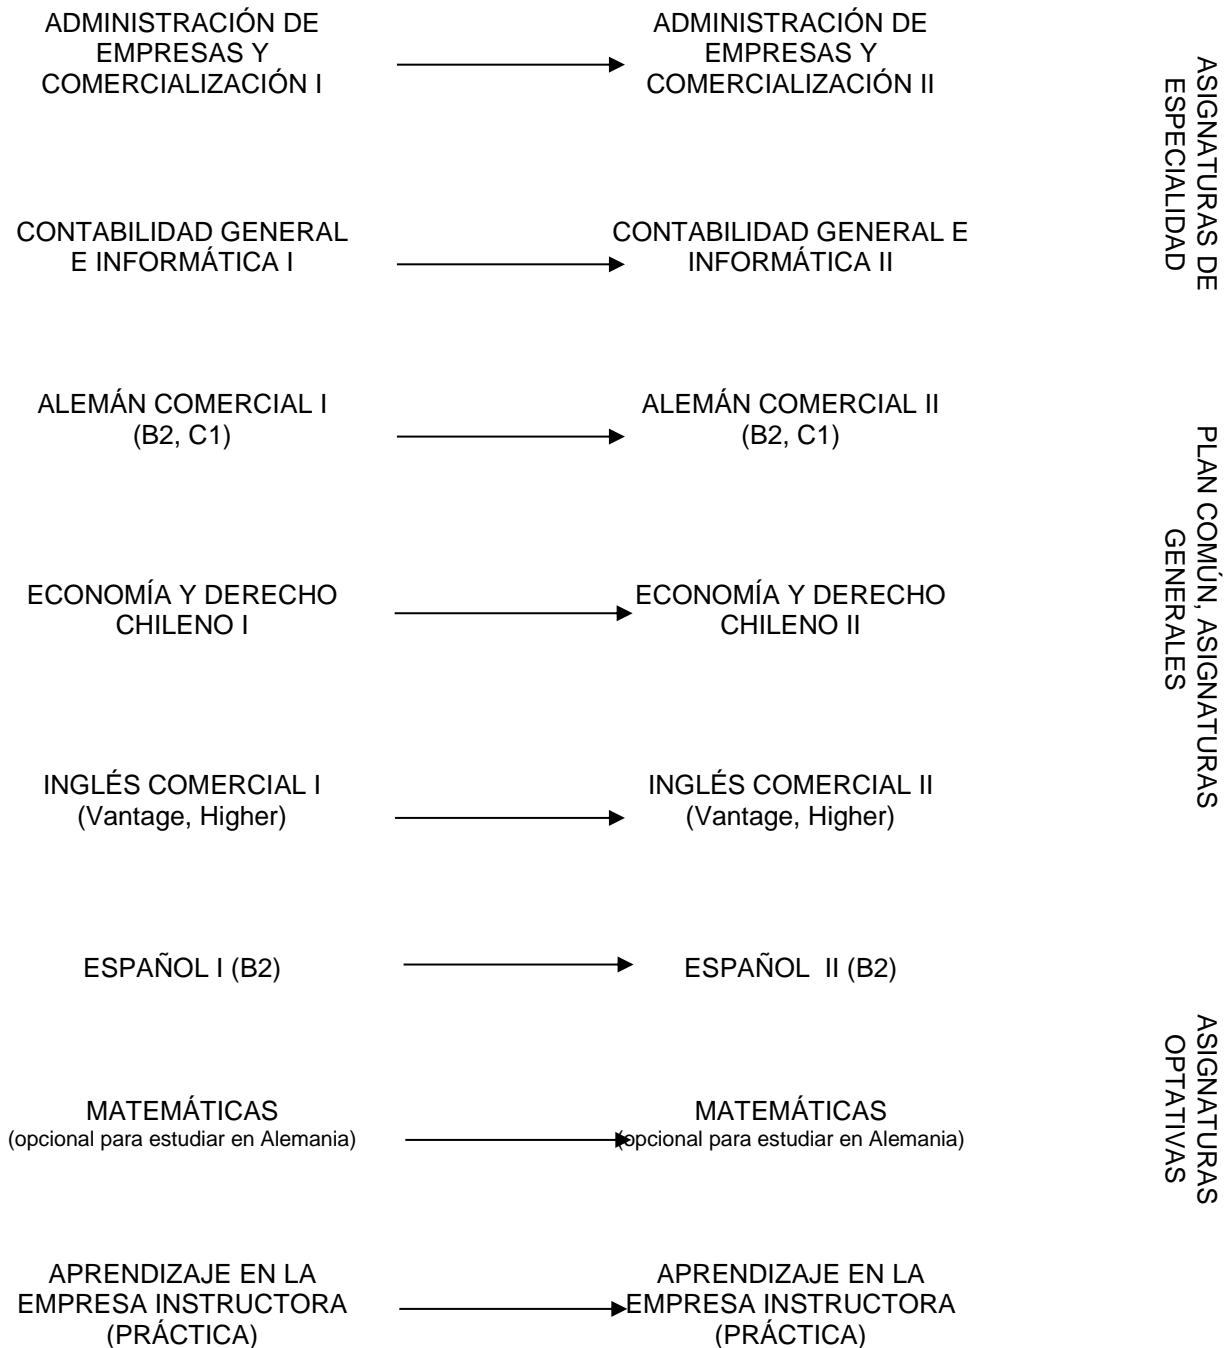 ADMINISTRACIÓN DE
EMPRESAS Y
COMERCIALIZACIÓN I
ADMINISTRACIÓN DE
EMPRESAS Y
COMERCIALIZACIÓN II
CONTABILIDAD GENERAL
E INFORMÁTICA I
CONTABILIDAD GENERAL E
INFORMÁTICA II
ASIGNATURAS DE
ESPECIALIDAD
ALEMÁN COMERCIAL I
(B2, C1)
ALEMÁN COMERCIAL II
(B2, C1)
ECONOMÍA Y DERECHO
CHILENO I
ECONOMÍA Y DERECHO
CHILENO II
INGLÉS COMERCIAL I
(Vantage, Higher)
INGLÉS COMERCIAL II
(Vantage, Higher)
PLAN COMÚN, ASIGNATURAS
GENERALES
ESPAÑOL I (B2)
ESPAÑOL  II (B2)
MATEMÁTICAS
(opcional para estudiar en Alemania)
MATEMÁTICAS
(opcional para estudiar en Alemania)
ASIGNATURAS
OPTATIVAS
APRENDIZAJE EN LA
EMPRESA INSTRUCTORA
(PRÁCTICA)
APRENDIZAJE EN LA
EMPRESA INSTRUCTORA
(PRÁCTICA)